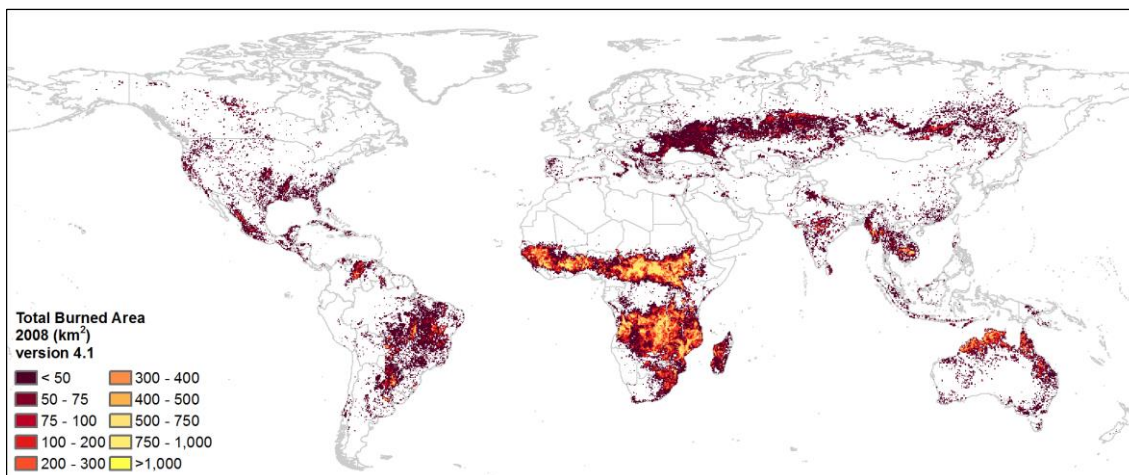 Total Burned Area
2008 (km²)
version 4.1
< 50
50 - 75
75 - 100
100 - 200
200 - 300
300 - 400
400 - 500
500 - 750
750 - 1,000
>1,000